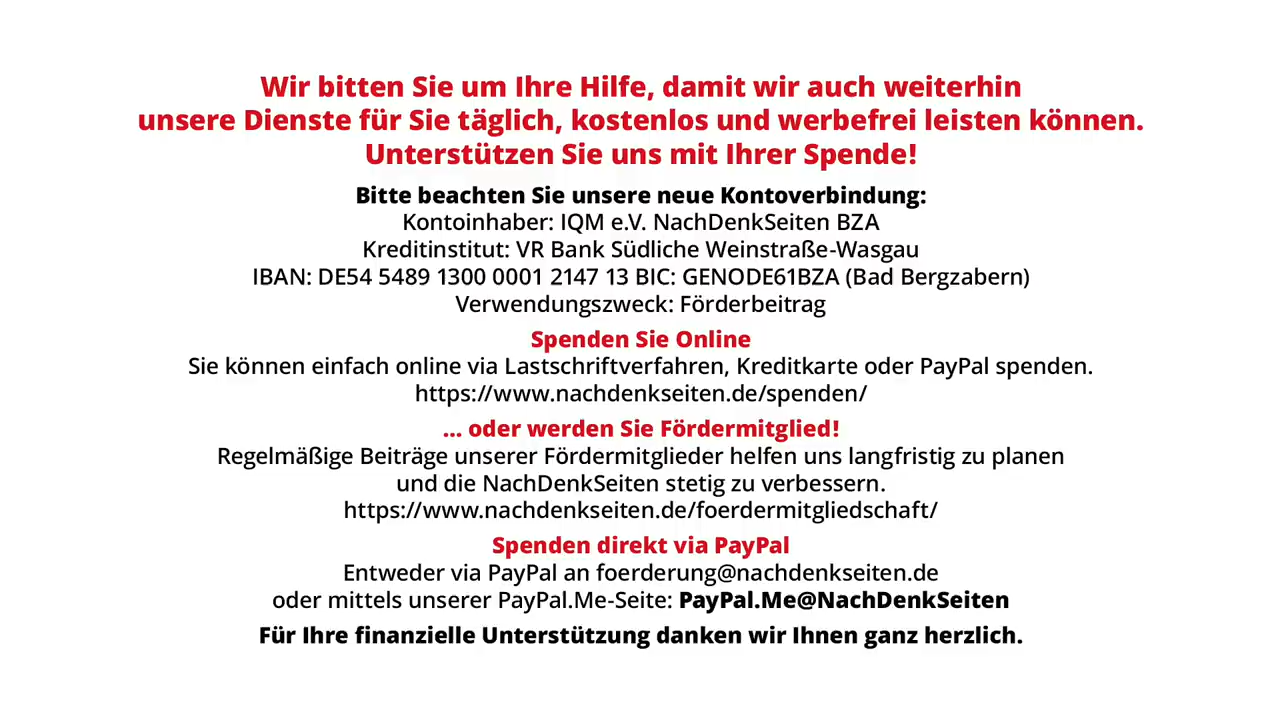 Wir bitten Sie um Ihre Hilfe, damit wir auch weiterhin
unsere Dienste für Sie täglich, kostenlos und werbefrei leisten können.
Unterstützen Sie uns mit Ihrer Spende!
Bitte beachten Sie unsere neue Kontoverbindung:
Kontoinhaber: IQM e.V. NachDenkSeiten BZA
Kreditinstitut: VR Bank Südliche Weinstraße-Wasgau
IBAN: DE54 5489 1300 0001 2147 13 BIC: GENODE61BZA (Bad Bergzabern)
Verwendungszweck: Förderbeitrag
Spenden Sie Online
Sie können einfach online via Lastschriftverfahren, Kreditkarte oder PayPal spenden.
https://www.nachdenkseiten.de/spenden/
... oder werden Sie Fördermitglied!
Regelmäßige Beiträge unserer Fördermitglieder helfen uns langfristig zu planen
und die NachDenkSeiten stetig zu verbessern.
https://www.nachdenkseiten.de/foerdermitgliedschaft/
Spenden direkt via PayPal
Entweder via PayPal an foerderung@nachdenkseiten.de
oder mittels unserer PayPal.Me-Seite: PayPal.Me@NachDenkSeiten
Für Ihre finanzielle Unterstützung danken wir Ihnen ganz herzlich.